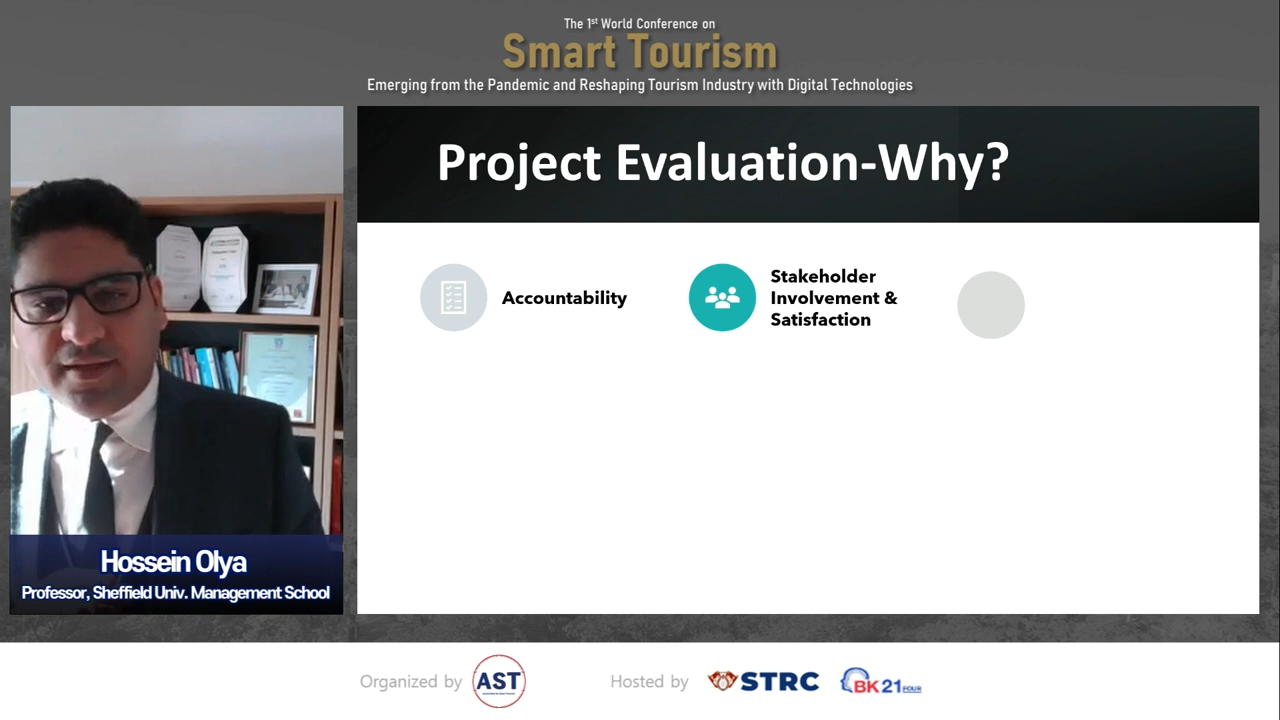 The 1st World Conference on
Smart Tourism
Emerging from the Pandemic and Reshaping Tourism Industry with Digital Technologies
Project Evaluation-Why?
Accountability
Stakeholder
Involvement &
Satisfaction
Hossein Olya
Professor, Sheffield Univ. Management School
Organized by
AST
Hosted by
STRC
BK21 FOUR